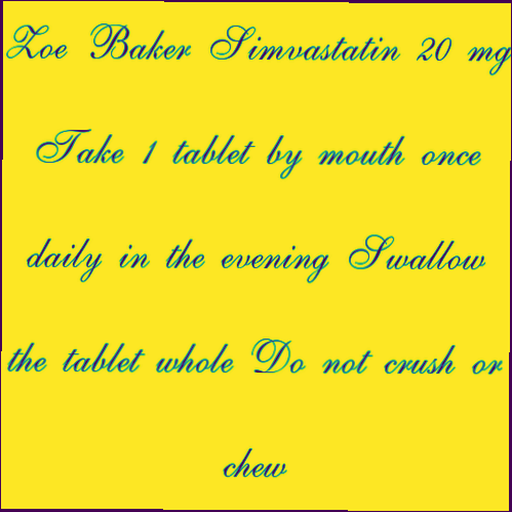 Zoe Baker Simvastatin 20 mg
Take 1 tablet by mouth once
daily in the evening Swallow
the tablet whole Do not crush or
chew